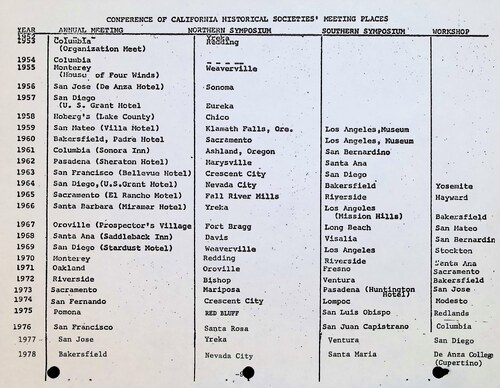 CONFERENCE OF CALIFORNIA HISTORICAL SOCIETIES' MEETING PLACES
YEAR ANNUAL MEETING NORTHERN SYMPOSIUM SOUTHERN SYMPOSIUM WORKSHOP
Yreka
1953 Columbia Redding
(Organization Meet)
1954 Columbia - - - -
1955 Monterey Weaverville
(House of Four Winds)
1956 San Jose (De Anza Hotel) Sonoma
1957 San Diego
(U. S. Grant Hotel Eureka
1958 Hoberg's (Lake County) Chico
1959 San Mateo (Villa Motel) Klamath Falls, Ore. Los Angeles,Museum
1960 Bakersfield, Padre Hotel Sacramento Los Angeles, Museum
1961 Columbia (Sonora Inn) Ashland, Oregon San Bernardino
1962 Pasadena (Sheraton Hotel) Marysville Santa Ana
1963 San Francisco (Bellevue Hotel) Crescent City San Diego
1964 San Diego,(U.S.Grant Hotel) Nevada City Bakersfield Yosemite
1965 Sacramento (El Rancho Motel) Fall River Mills Riverside Hayward
1966 Santa Barbara (Miramar Hotel) Yreka Los Angeles
(Mission Hills) Bakersfield
1967 Oroville (Prospector's Village Fort Bragg Long Beach San Mateo
1968 Santa Ana (Saddleback Inn) Davis Visalia San Bernardin
1969 San Diego (Stardust Motel) Weaverville Los Angeles Stockton
1970 Monterey Redding Riverside Santa Ana
1971 Oakland Oroville Fresno Sacramento
1972 Riverside Bishop Ventura Bakersfield
1973 Sacramento Mariposa Pasadena (Huntington San Jose
Hotel)
1974 San Fernando Crescent City Lompoc Modesto
1975 Pomona RED BLUFF San Luis Obispo Redlands
1976 San Francisco Santa Rosa San Juan Capistrano Columbia
1977 San Jose Yreka Ventura San Diego
1978 Bakersfield Nevada City Santa Maria De Anza College
(Cupertino)